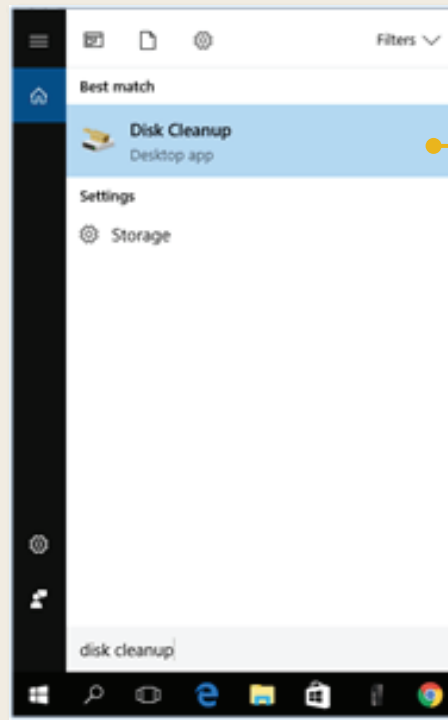 Filters
Best match
Disk Cleanup
Desktop app
Settings
Storage
disk cleanup